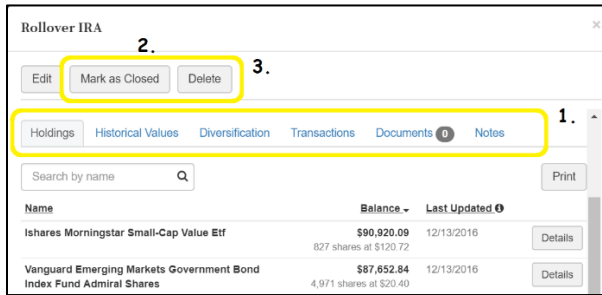 Rollover IRA ×
2.
Edit Mark as Closed Delete 3.
1.
Holdings Historical Values Diversification Transactions Documents 0 Notes
Search by name Print
Name Balance Last Updated
Ishares Morningstar Small-Cap Value Etf $90,920.09 12/13/2016 Details
827 shares at $120.72
Vanguard Emerging Markets Government Bond $87,652.84 12/13/2016 Details
Index Fund Admiral Shares 4,971 shares at $20.40